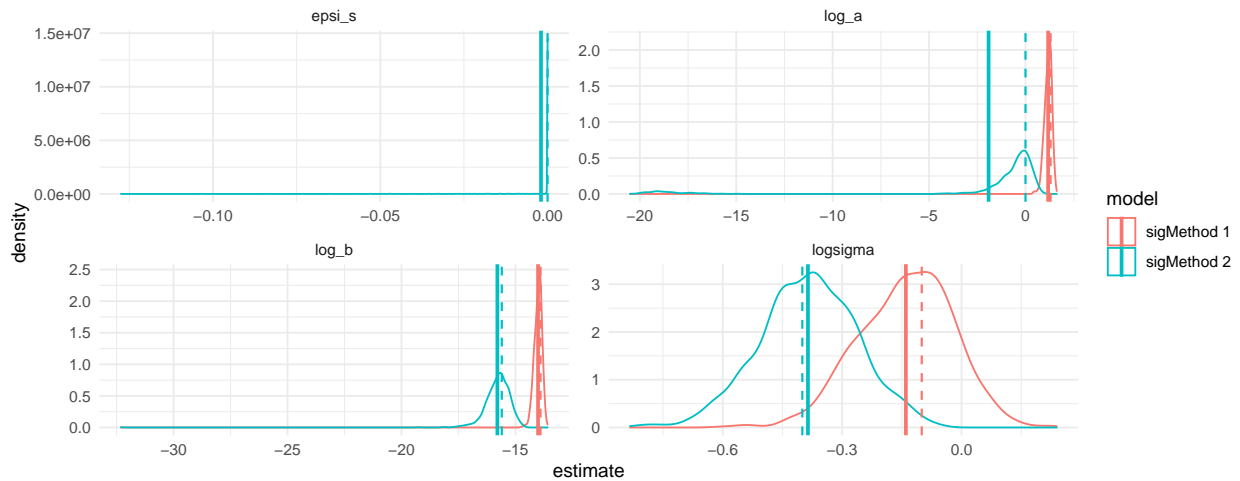 epsi_s
log_a
1.5e+07
1.0e+07
5.0e+06
0.0e+00
−0.10
−0.05
0.00
2.0
1.5
1.0
0.5
0.0
−20
−15
−10
−5
0
density
log_b
logsigma
2.5
2.0
1.5
1.0
0.5
0.0
−30
−25
−20
−15
3
2
1
0
−0.6
−0.3
0.0
estimate
model
sigMethod 1
sigMethod 2